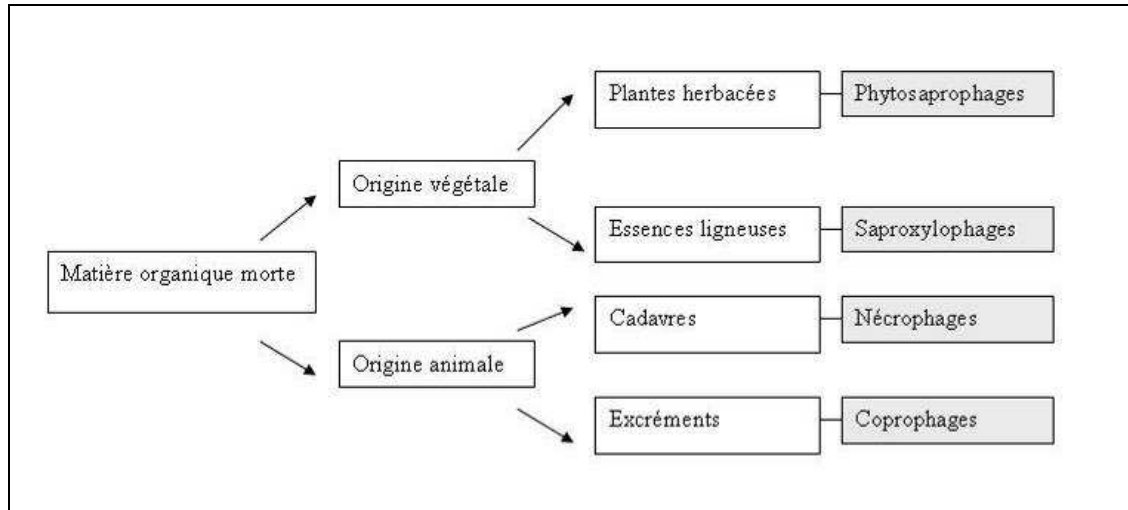 Plantes herbacées
Phytosaprophages
Origine végétale
Essences ligneuses
Saproxylophages
Matière organique morte
Cadavres
Nécrophages
Origine animale
Excréments
Coprophages